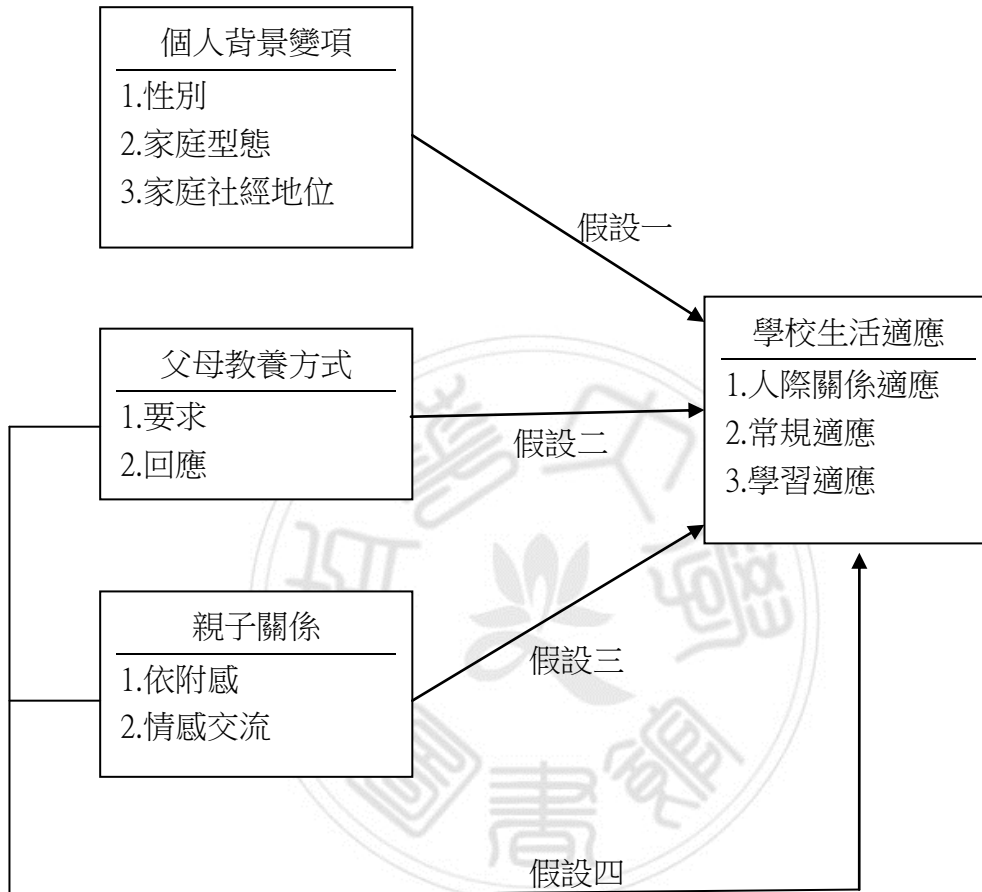 個人背景變項
1.性別
2.家庭型態
3.家庭社經地位
假設一
父母教養方式
1.要求
2.回應
假設二
學校生活適應
1.人際關係適應
2.常規適應
3.學習適應
親子關係
1.依附感
2.情感交流
假設三
假設四